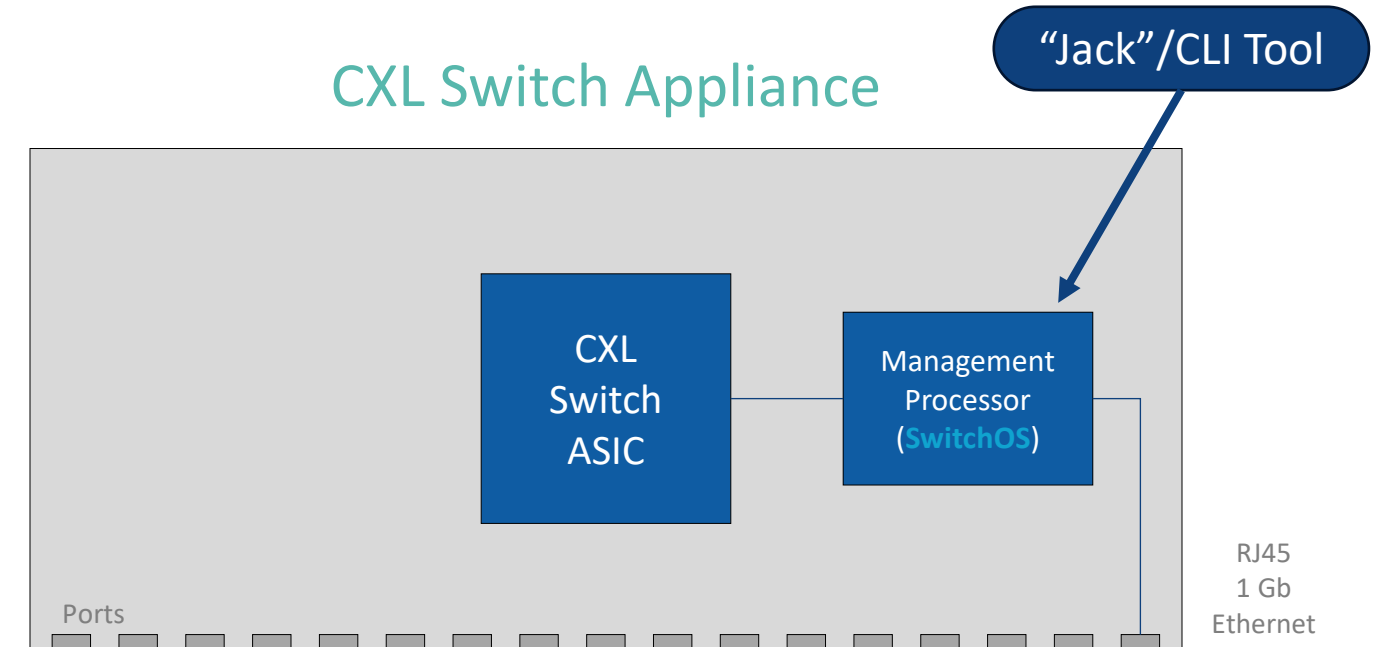 “Jack”/CLI Tool
CXL Switch Appliance
CXL
Switch
ASIC
Management
Processor
(SwitchOS)
RJ45
1 Gb
Ethernet
Ports